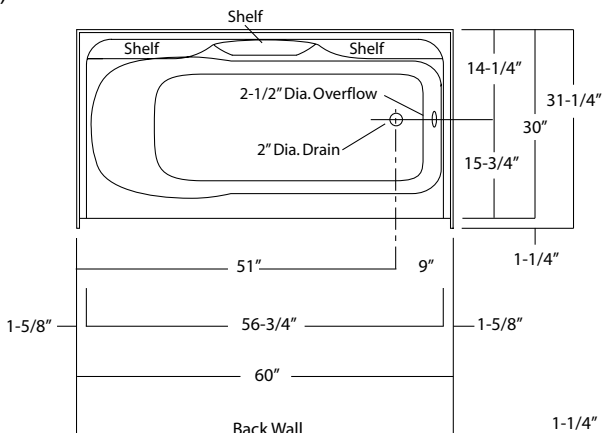 Shelf
Shelf
Shelf
14-1/4”
31-1/4”
2-1/2” Dia. Overflow
30”
2” Dia. Drain
15-3/4”
1-1/4”
51”
9”
1-5/8”
56-3/4”
1-5/8”
60”
1-1/4”
Back Wall